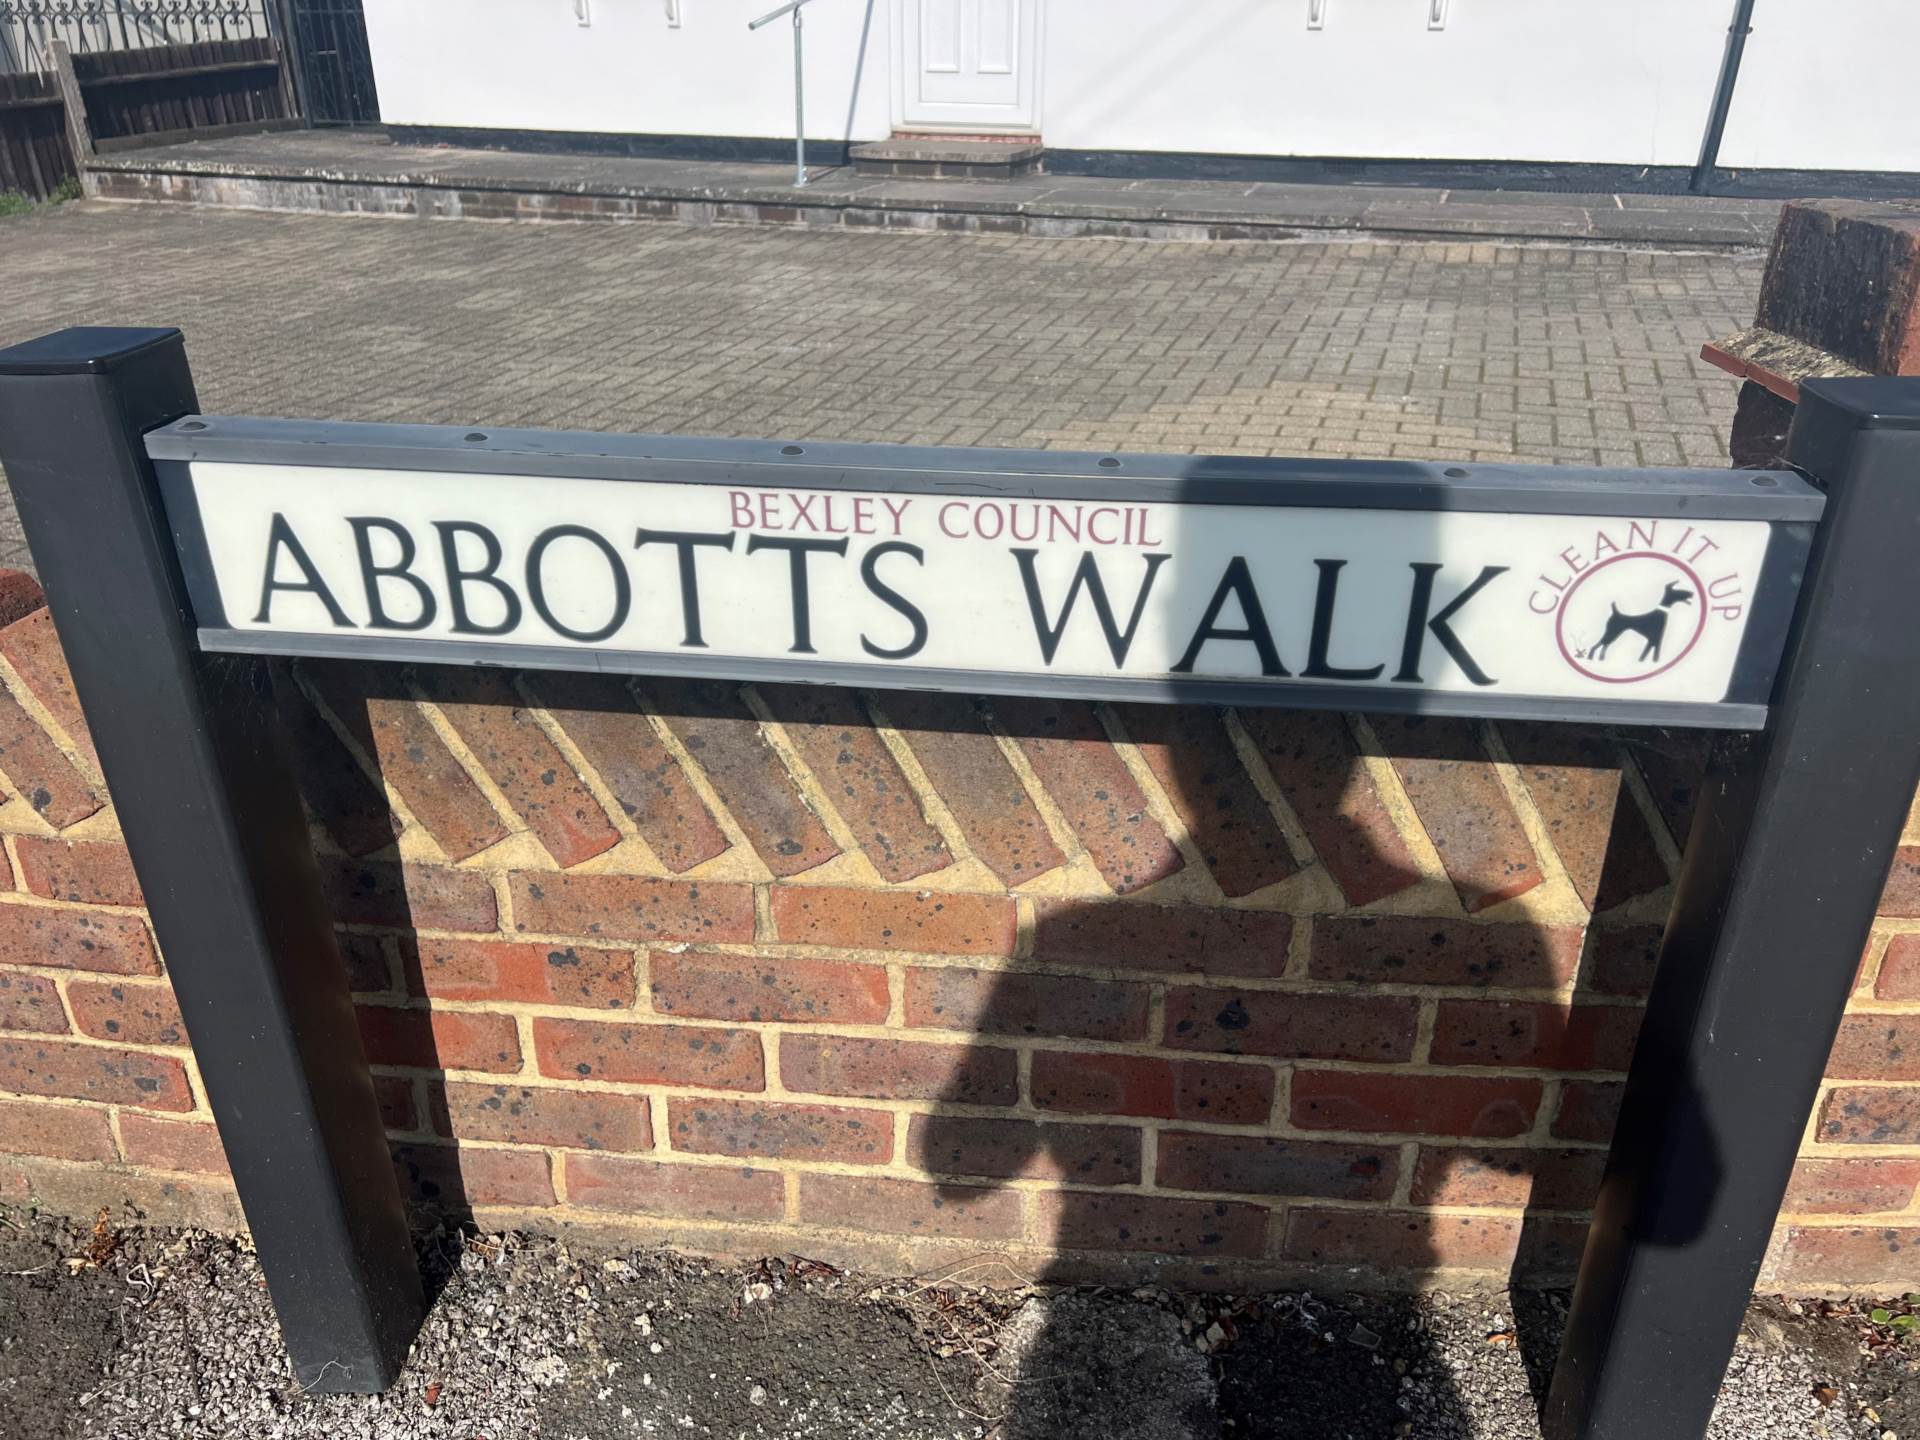 BEXLEY COUNCIL
ABBOTTS WALK
CLEAN IT UP